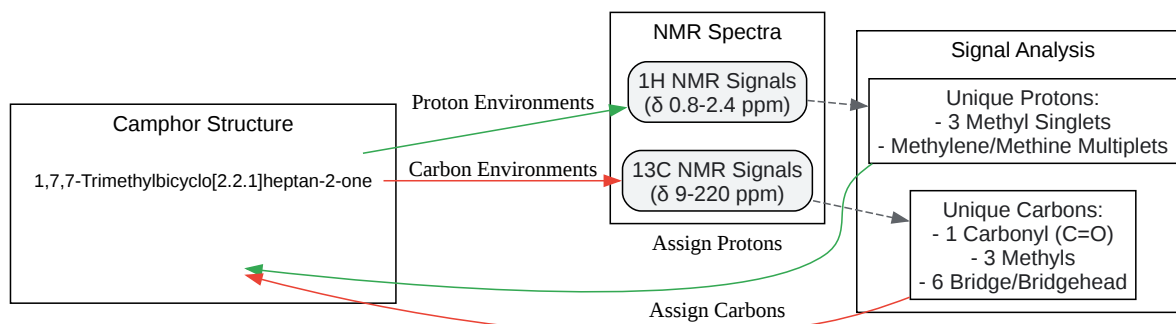 Camphor Structure
1,7,7-Trimethylbicyclo[2.2.1]heptan-2-one
Proton Environments
Carbon Environments
NMR Spectra
1H NMR Signals
(δ 0.8-2.4 ppm)
13C NMR Signals
(δ 9-220 ppm)
Assign Protons
Assign Carbons
Signal Analysis
Unique Protons:
- 3 Methyl Singlets
- Methylene/Methine Multiplets
Unique Carbons:
- 1 Carbonyl (C=O)
- 3 Methyls
- 6 Bridge/Bridgehead